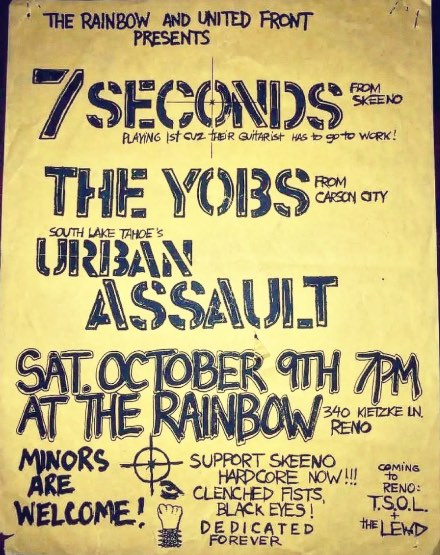 THE RAINBOW AND UNITED FRONT
PRESENTS
7 SECONDS FROM SKEENO
PLAYING 1ST CUZ THEIR GUITARIST HAS TO GO TO WORK!
THE YOBS FROM CARSON CITY
SOUTH LAKE TAHOE'S
URBAN
ASSAULT
SAT. OCTOBER 9TH 7PM
AT THE RAINBOW 340 KIETZKE LN. RENO
MINORS
ARE
WELCOME!
SUPPORT SKEENO
HARDCORE NOW!!!
CLENCHED FISTS,
BLACK EYES!
DEDICATED
FOREVER
COMING
TO
RENO:
T.S.O.L.
+
THE LEWD